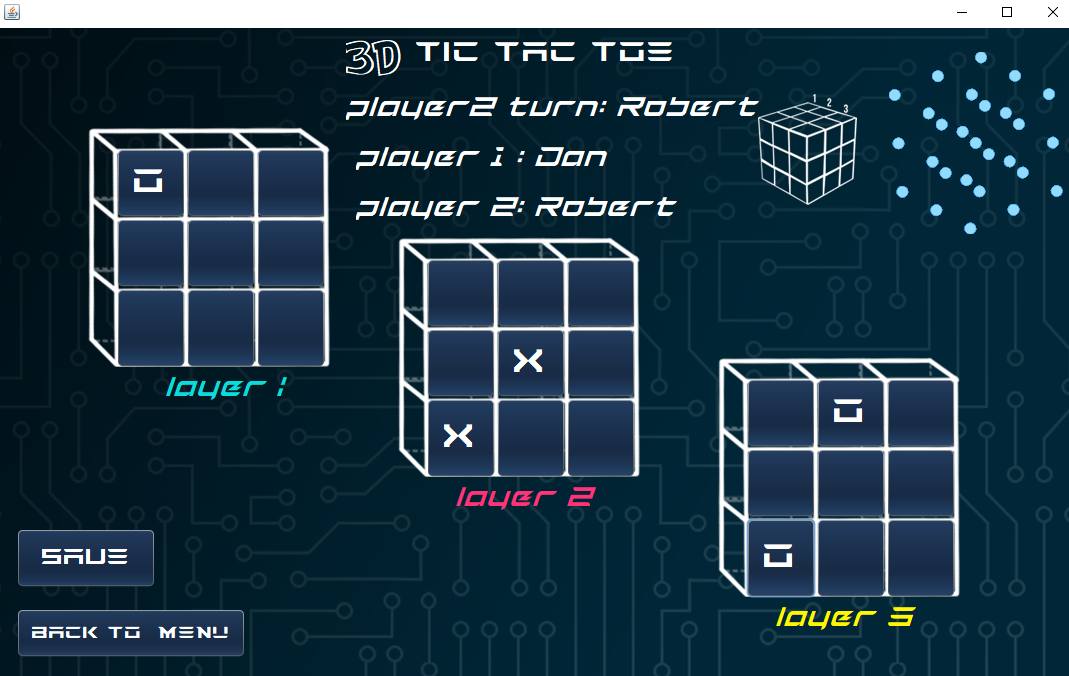 3D TIC TAC TOE
player2 turn: Robert
player 1 : Dan
player 2: Robert
1 2 3
O
layer 1
X
X
layer 2
O
O
layer 3
SAVE
BACK TO MENU